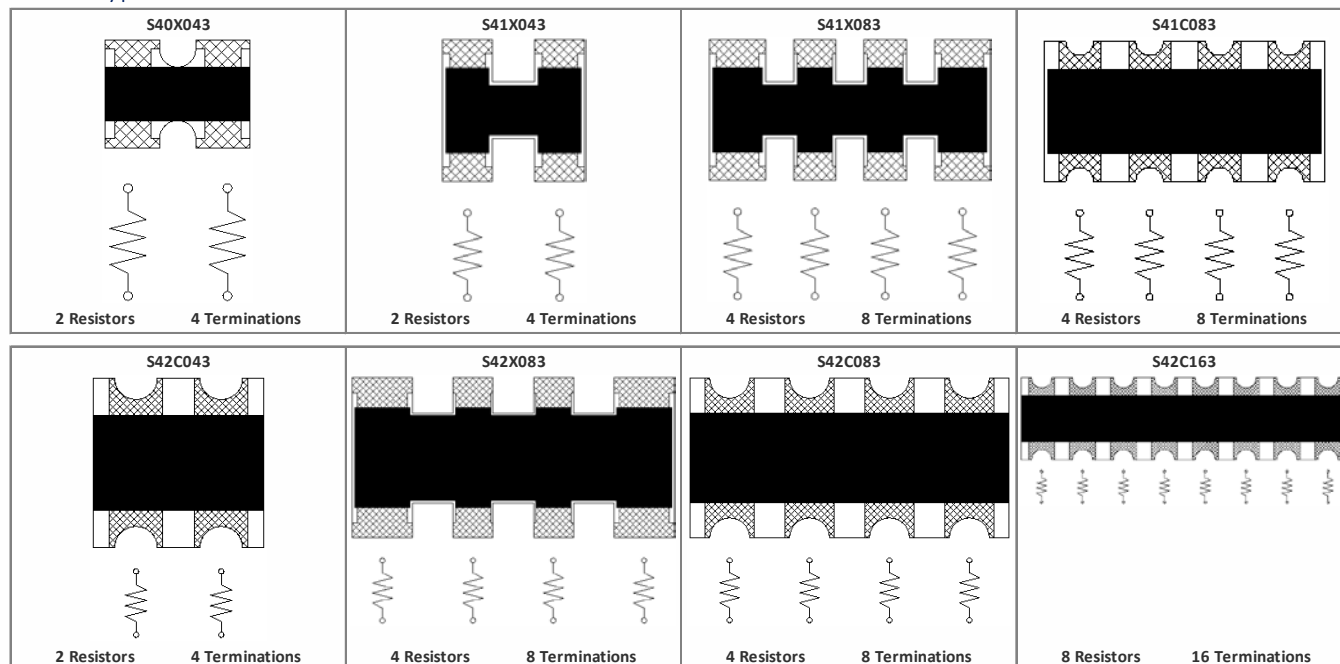 S40X043 S41X043 S41X083 S41C083
2 Resistors 4 Terminations 2 Resistors 4 Terminations 4 Resistors 8 Terminations 4 Resistors 8 Terminations
S42C043 S42X083 S42C083 S42C163
2 Resistors 4 Terminations 4 Resistors 8 Terminations 4 Resistors 8 Terminations 8 Resistors 16 Terminations